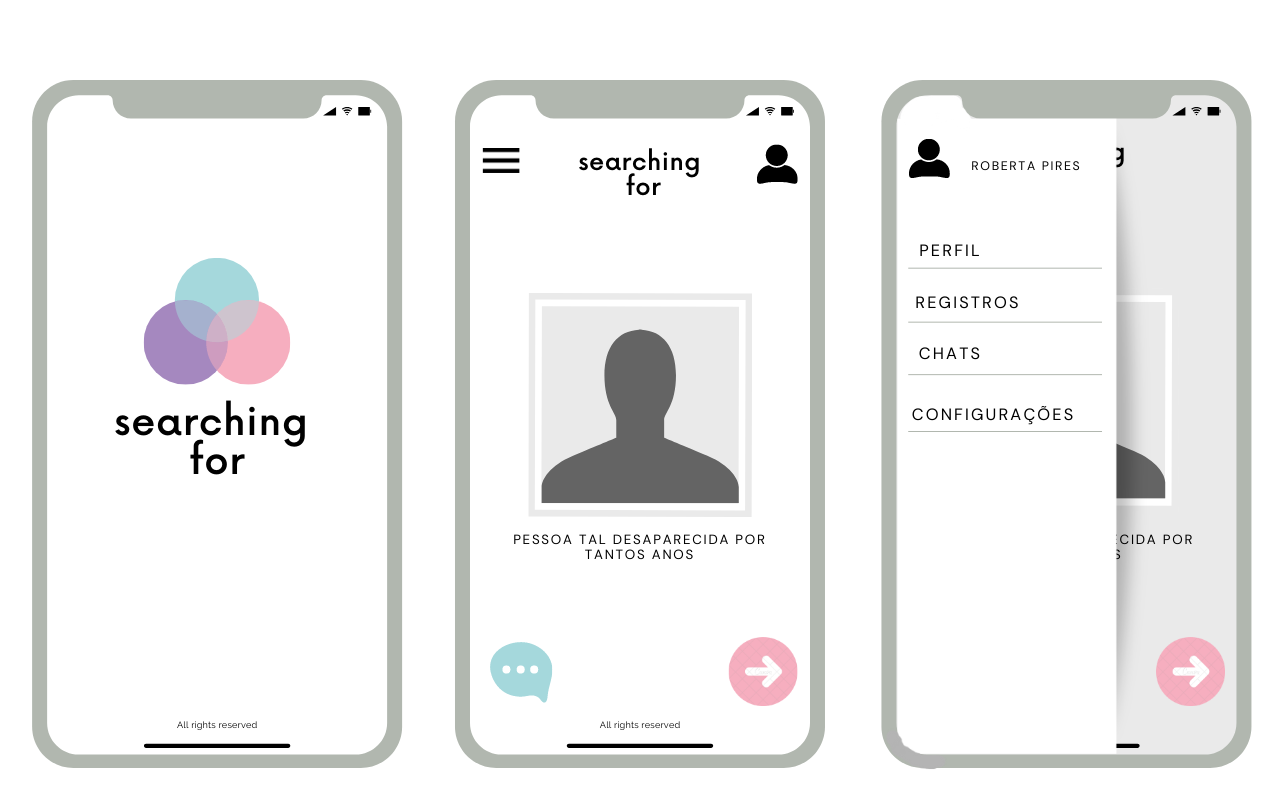 searching
for
All rights reserved
searching
for
PESSOA TAL DESAPARECIDA POR
TANTOS ANOS
All rights reserved
ROBERTA PIRES
g
PERFIL
REGISTROS
CHATS
CONFIGURAÇÕES
ECIDA POR
S